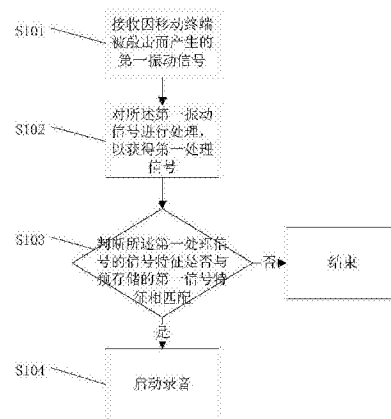 S101
接收因移动终端
被敲击而产生的
第一振动信号
S102
对所述第一振动
信号进行处理，
以获得第一处理
信号
S103
判断所述第一处理信
号的信号特征是否与
预存储的第一信号特
征相匹配
否
结束
是
S104
启动录音